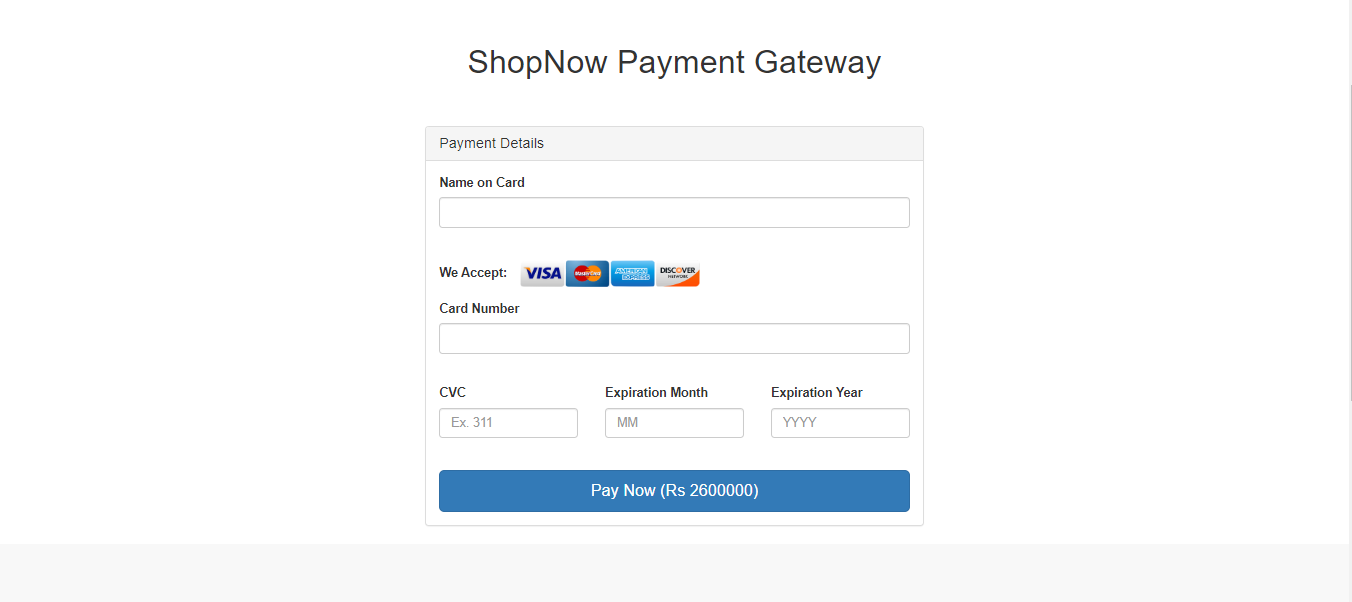 ShopNow Payment Gateway
Payment Details
Name on Card
We Accept: VISA MasterCard AMERICAN EXPRESS DISCOVER NETWORK
Card Number
CVC Expiration Month Expiration Year
Ex. 311 MM YYYY
Pay Now (Rs 2600000)